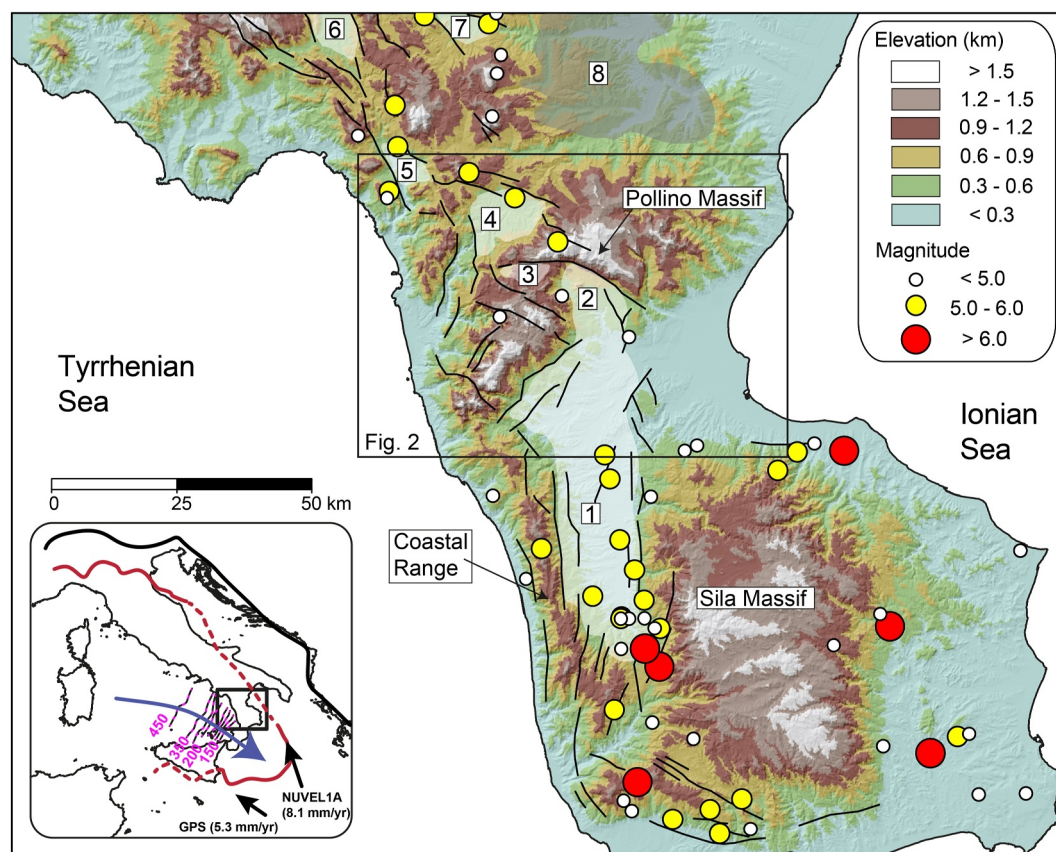 6
7
8
5
4
Pollino Massif
3
2
Tyrrhenian
Sea
Fig. 2
Ionian
Sea
1
Coastal
Range
Sila Massif
Elevation (km)
> 1.5
1.2 - 1.5
0.9 - 1.2
0.6 - 0.9
0.3 - 0.6
< 0.3
Magnitude
< 5.0
5.0 - 6.0
> 6.0
0 25 50 km
450
350
200
150
NUVEL1A
(8.1 mm/yr)
GPS (5.3 mm/yr)